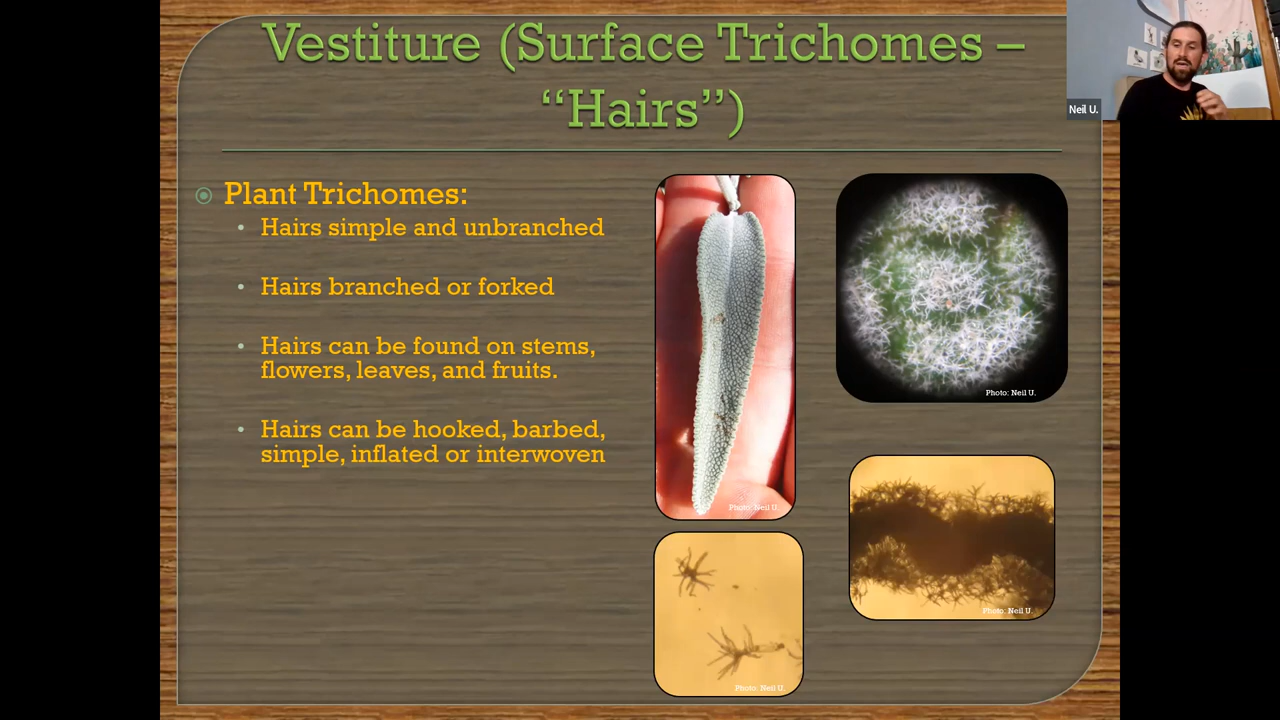 Vestiture (Surface Trichomes –
“Hairs”)
Neil U.
Plant Trichomes:
Hairs simple and unbranched
Hairs branched or forked
Hairs can be found on stems,
flowers, leaves, and fruits.
Hairs can be hooked, barbed,
simple, inflated or interwoven
Photo: Neil U.
Photo: Neil U.
Photo: Neil U.
Photo: Neil U.